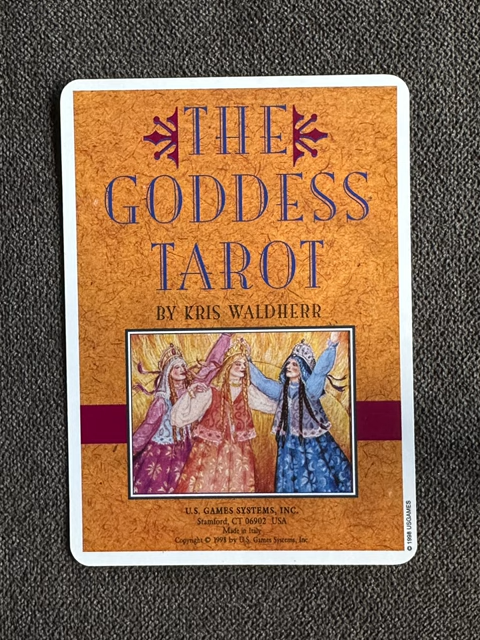 THE
GODDESS
TAROT
BY KRIS WALDHERR
U.S. GAMES SYSTEMS, INC.
Stamford, CT 06902 USA
Made in Italy
Copyright © 1998 by U.S. Games Systems, Inc.
© 1998 USGAMES